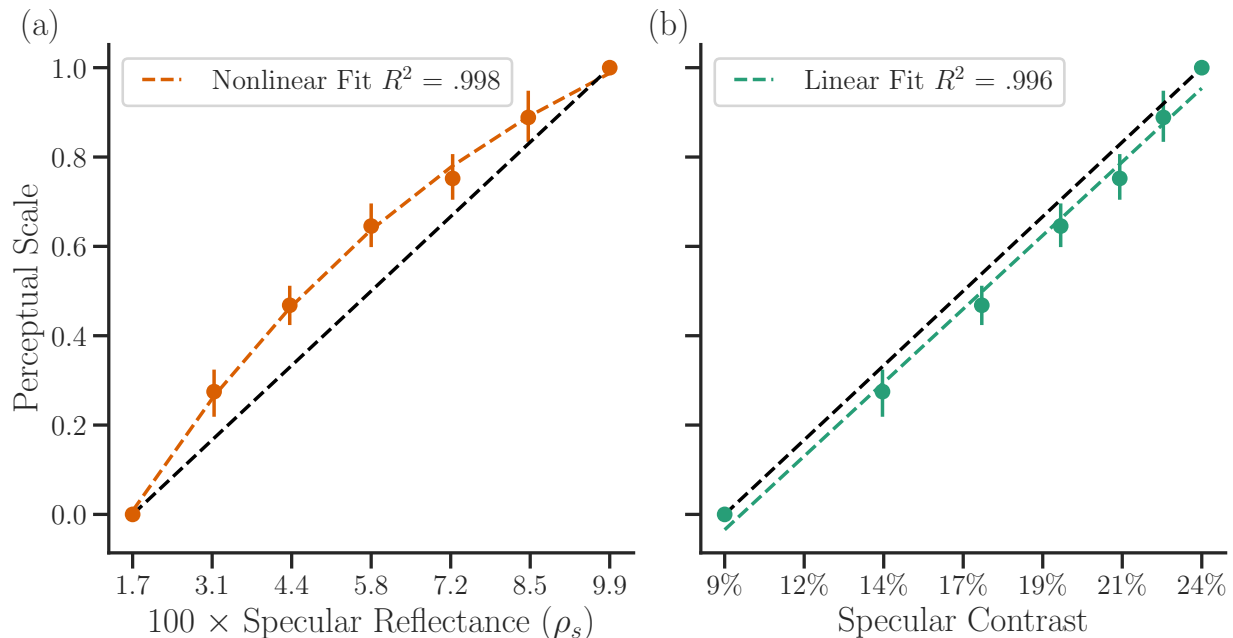 (a)
Nonlinear Fit R² = .998
Perceptual Scale
1.0
0.8
0.6
0.4
0.2
0.0
1.7 3.1 4.4 5.8 7.2 8.5 9.9
100 × Specular Reflectance (ρₛ)
(b)
Linear Fit R² = .996
9% 12% 14% 17% 19% 21% 24%
Specular Contrast